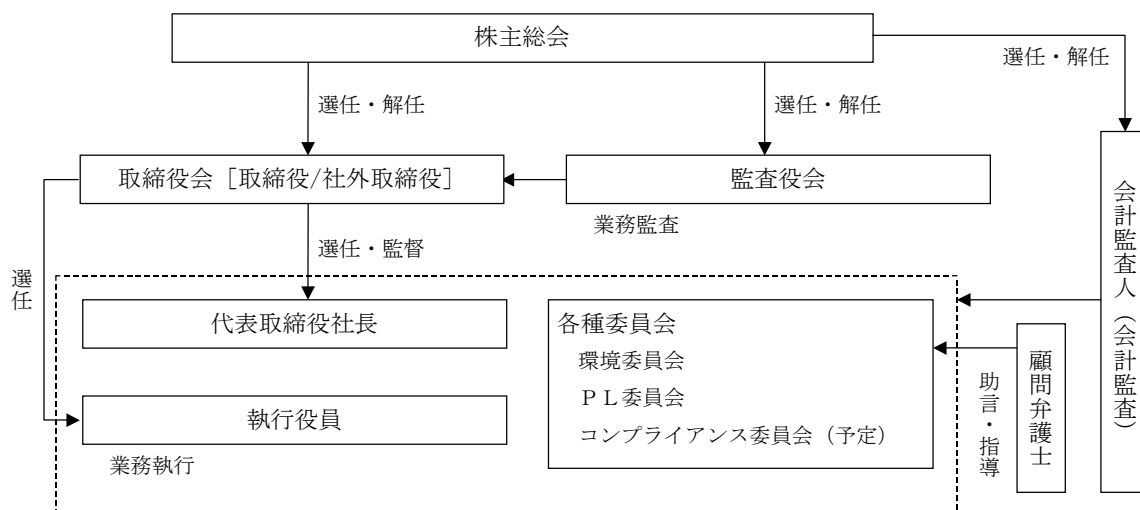 株主総会
選任・解任
選任・解任
選任・解任
取締役会［取締役/社外取締役］
監査役会
業務監査
選任・監督
選任
会計監査人（会計監査）
代表取締役社長
各種委員会
環境委員会
ＰＬ委員会
コンプライアンス委員会（予定）
執行役員
業務執行
助言・指導
顧問弁護士